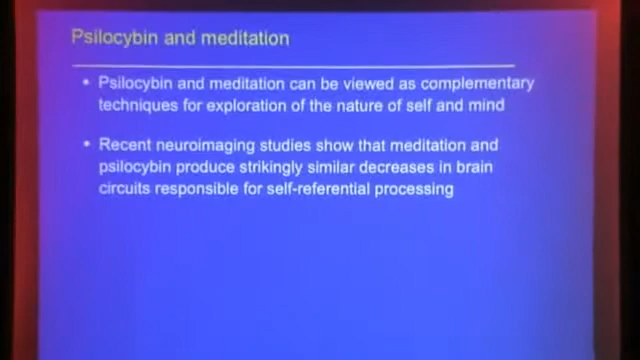 Psilocybin and meditation
• Psilocybin and meditation can be viewed as complementary
techniques for exploration of the nature of self and mind
• Recent neuroimaging studies show that meditation and
psilocybin produce strikingly similar decreases in brain
circuits responsible for self-referential processing